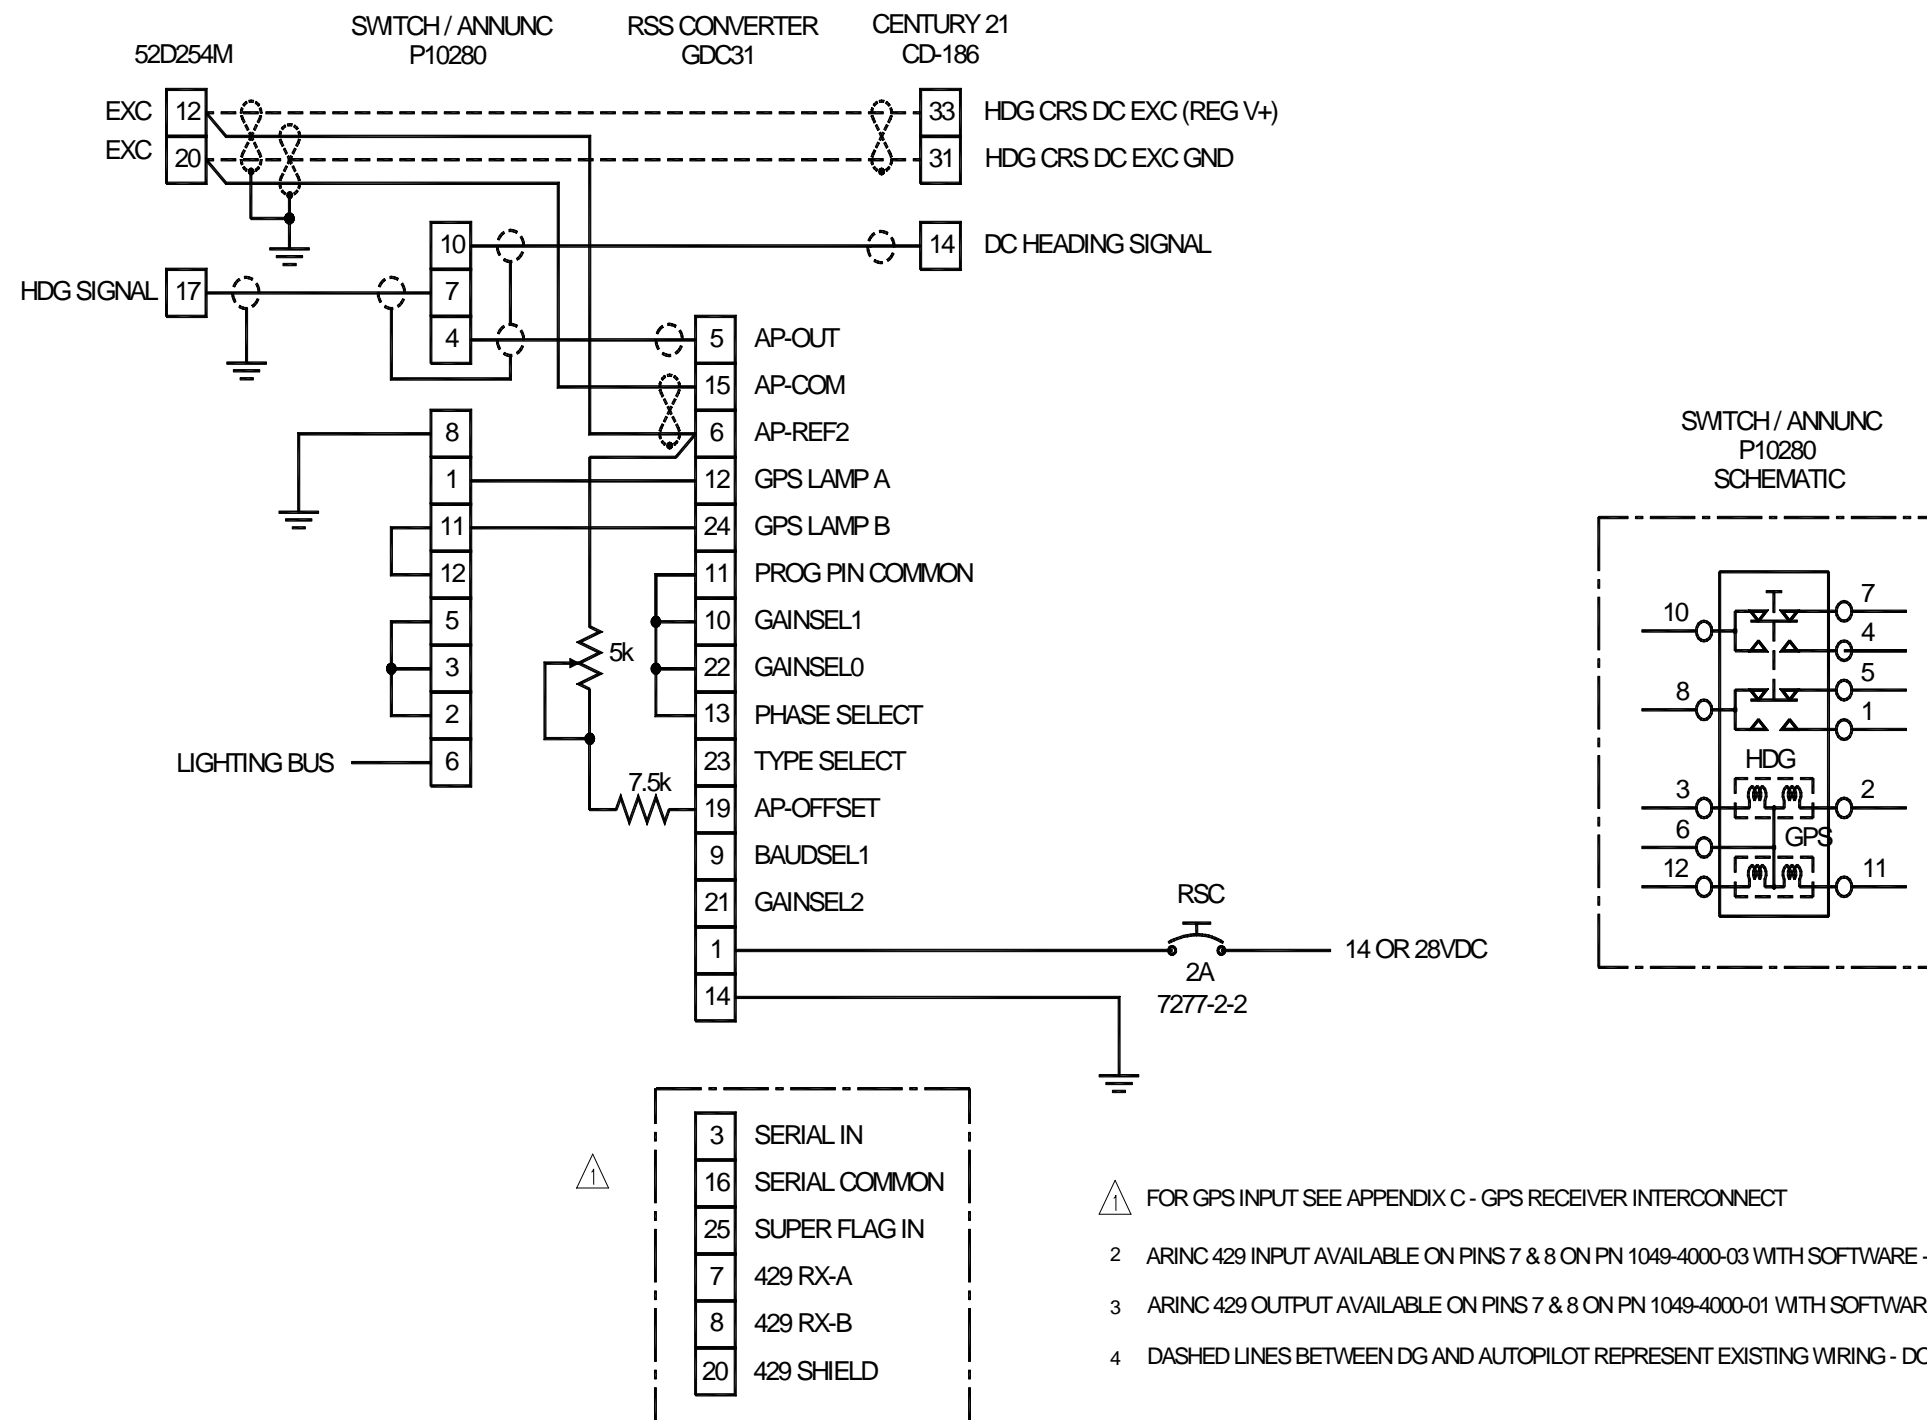 SWITCH / ANNUNC
P10280
RSS CONVERTER
GDC31
CENTURY 21
CD-186
52D254M
EXC 12
33 HDG CRS DC EXC (REG V+)
EXC 20
31 HDG CRS DC EXC GND
10
14 DC HEADING SIGNAL
HDG SIGNAL 17
7
4
5 AP-OUT
15 AP-COM
8
6 AP-REF2
1
12 GPS LAMP A
11
24 GPS LAMP B
12
11 PROG PIN COMMON
5
10 GAINSEL1
5k
3
22 GAINSEL0
2
13 PHASE SELECT
LIGHTING BUS 6
23 TYPE SELECT
7.5k
19 AP-OFFSET
9 BAUDSEL1
21 GAINSEL2
1
RSC
2A
7277-2-2
14 OR 28VDC
14
SWITCH / ANNUNC
P10280
SCHEMATIC
10
7
4
8
5
1
HDG
3
2
6
GPS
12
11
1
3 SERIAL IN
16 SERIAL COMMON
25 SUPER FLAG IN
7 429 RX-A
8 429 RX-B
20 429 SHIELD
1 FOR GPS INPUT SEE APPENDIX C - GPS RECEIVER INTERCONNECT
2 ARINC 429 INPUT AVAILABLE ON PINS 7 & 8 ON PN 1049-4000-03 WITH SOFTWARE -
3 ARINC 429 OUTPUT AVAILABLE ON PINS 7 & 8 ON PN 1049-4000-01 WITH SOFTWAR
4 DASHED LINES BETWEEN DG AND AUTOPILOT REPRESENT EXISTING WIRING - DO